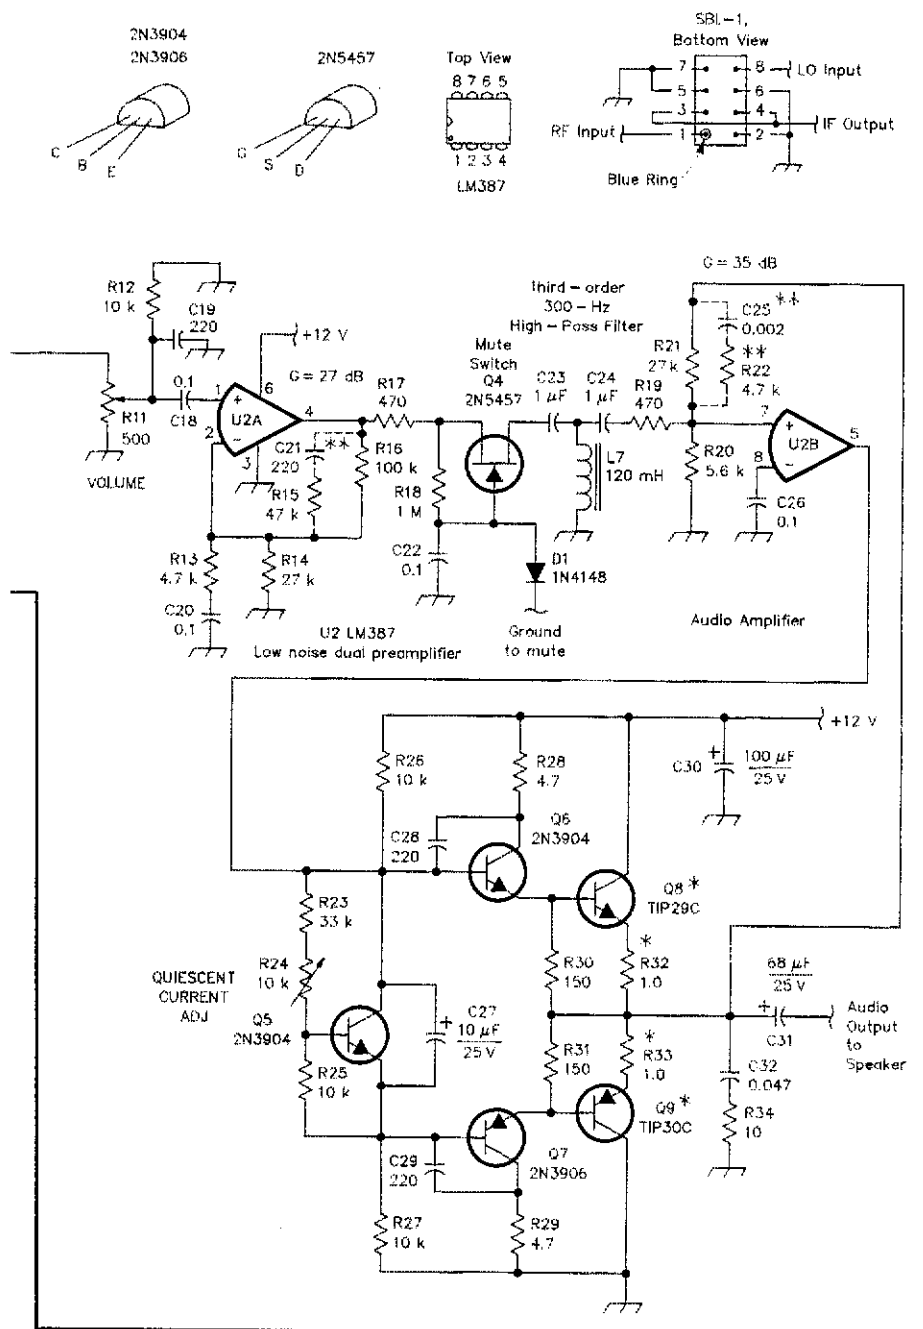 2N3904
2N3906
2N5457
C
B
E
G
S
D
Top View
8 7 6 5
1 2 3 4
LM387
SBL-1,
Bottom View
7
8
LO Input
5
6
3
4
IF Output
RF Input
1
2
Blue Ring
R12
10 k
C19
220
+12 V
G = 27 dB
0.1
C18
R11
500
VOLUME
1
+
2
−
3
4
6
U2A
C21
220
**
R15
47 k
R16
100 k
R17
470
R13
4.7 k
R14
27 k
C20
0.1
U2 LM387
Low noise dual preamplifier
Mute
Switch
Q4
2N5457
R18
1 M
C22
0.1
D1
1N4148
Ground
to mute
Third-order
300-Hz
High-Pass Filter
C23
1 µF
C24
1 µF
R19
470
L7
120 mH
G = 35 dB
C25 **
0.002
R21
27 k
**
R22
4.7 k
R20
5.6 k
7
+
8
−
5
U2B
C26
0.1
Audio Amplifier
+12 V
R26
10 k
R28
4.7
C30
+
100 µF
25 V
C28
220
Q6
2N3904
Q8 *
TIP29C
R23
33 k
R24
10 k
QUIESCENT
CURRENT
ADJ
Q5
2N3904
+
C27
10 µF
25 V
R25
10 k
R30
150
*
R32
1.0
R31
150
*
R33
1.0
68 µF
25 V
+
C31
Audio
Output
to
Speaker
C32
0.047
R34
10
Q9 *
TIP30C
Q7
2N3906
C29
220
R27
10 k
R29
4.7